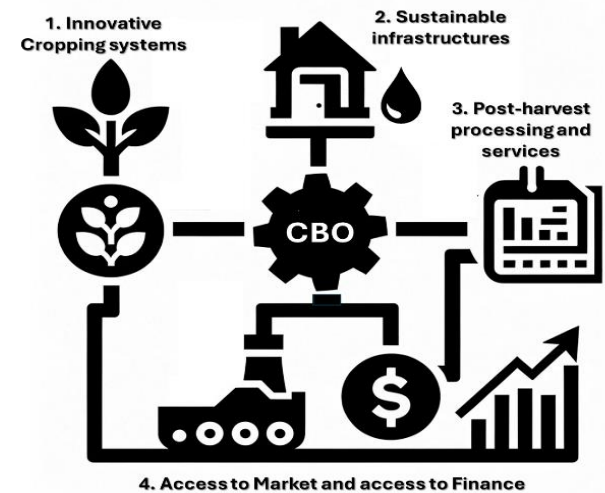 1. Innovative
Cropping systems
2. Sustainable
infrastructures
3. Post-harvest
processing and
services
CBO
$
4. Access to Market and access to Finance